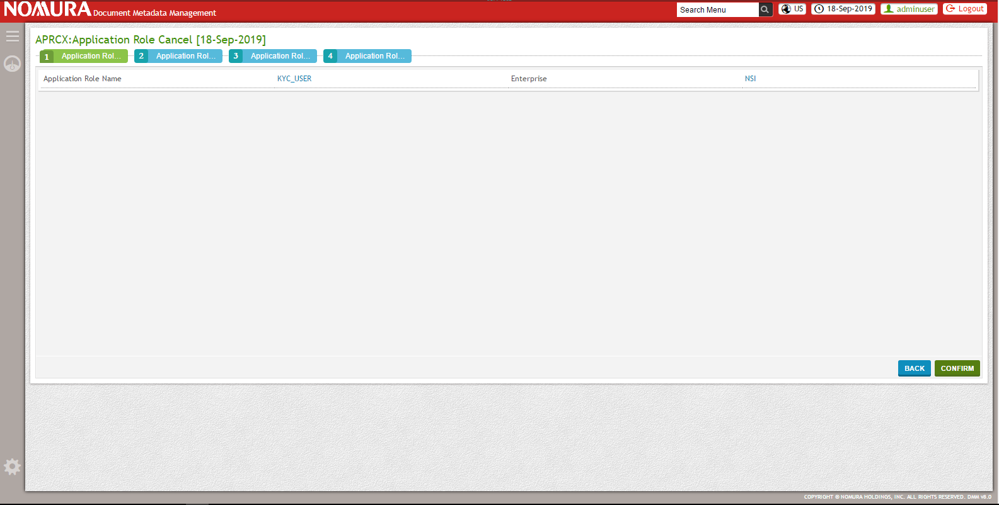 NOMURA Document Metadata Management
Search Menu
US
18-Sep-2019
adminuser
Logout
APRCX:Application Role Cancel [18-Sep-2019]
1 Application Rol...
2 Application Rol...
3 Application Rol...
4 Application Rol...
Application Role Name KYC_USER Enterprise NSI
BACK CONFIRM
COPYRIGHT © NOMURA HOLDINGS, INC. ALL RIGHTS RESERVED. DMM v8.0